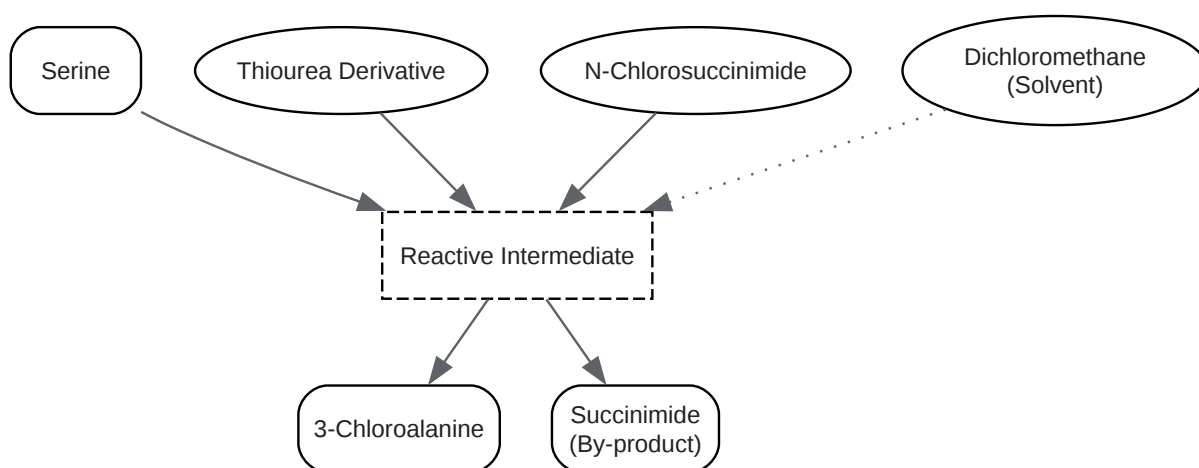 Serine
Thiourea Derivative
N-Chlorosuccinimide
Dichloromethane
(Solvent)
Reactive Intermediate
3-Chloroalanine
Succinimide
(By-product)